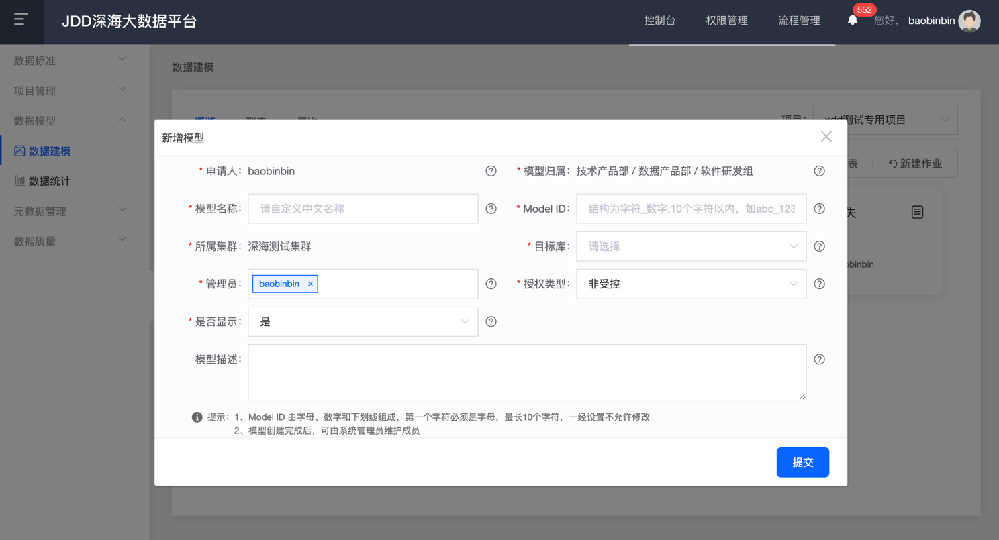 JDD深海大数据平台
控制台 权限管理 流程管理 552 您好, baobinbin
数据标准
项目管理
数据模型
数据建模
数据统计
元数据管理
数据质量
数据建模
概览 列表
项目: xdd测试专用项目
表 新建作业
失
obinbin
新增模型
* 申请人: baobinbin
* 模型归属: 技术产品部 / 数据产品部 / 软件研发组
* 模型名称: 请自定义中文名称
* Model ID: 结构为字符_数字,10个字符以内，如abc_123
* 所属集群: 深海测试集群
* 目标库: 请选择
* 管理员: baobinbin ×
* 授权类型: 非受控
* 是否显示: 是
模型描述:
提示: 1、Model ID 由字母、数字和下划线组成，第一个字符必须是字母，最长10个字符，一经设置不允许修改
2、模型创建完成后，可由系统管理员维护成员
提交